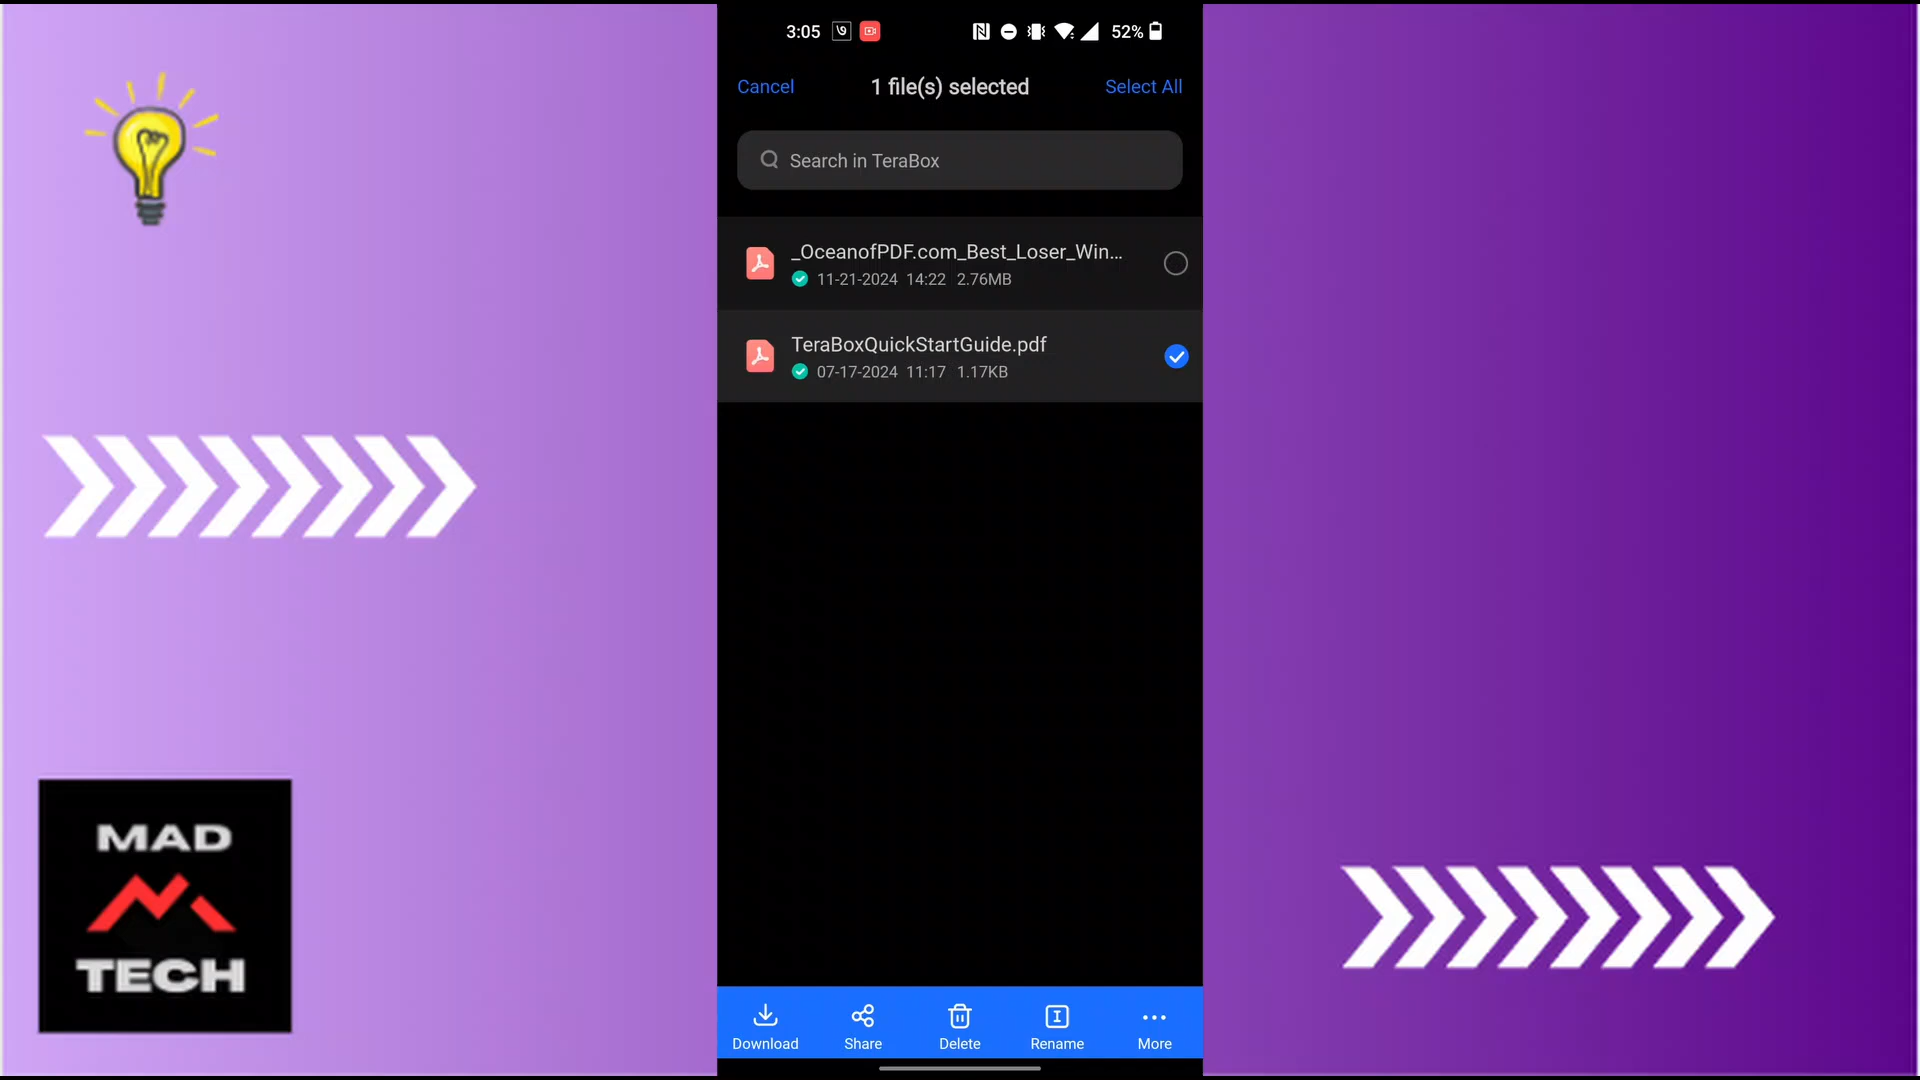 3:05
52%
Cancel
1 file(s) selected
Select All
Search in TeraBox
_OceanofPDF.com_Best_Loser_Win...
11-21-2024 14:22 2.76MB
TeraBoxQuickStartGuide.pdf
07-17-2024 11:17 1.17KB
MAD
TECH
Download
Share
Delete
Rename
More